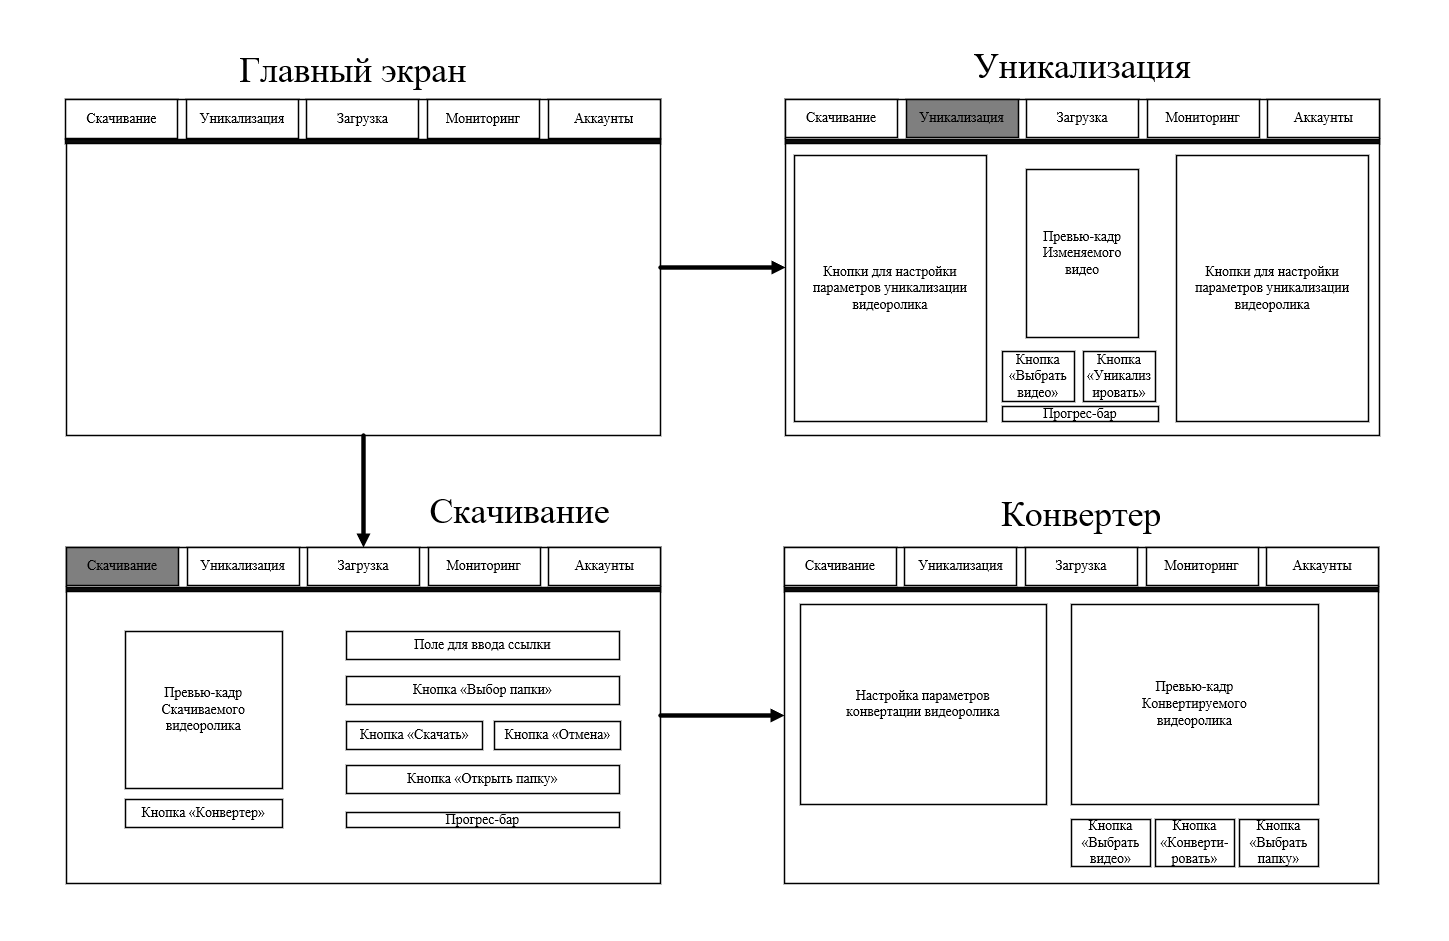 Главный экран
Скачивание
Уникализация
Загрузка
Мониторинг
Аккаунты
Уникализация
Скачивание
Уникализация
Загрузка
Мониторинг
Аккаунты
Кнопки для настройки
параметров уникализации
видеоролика
Превью-кадр
Изменяемого
видео
Кнопка
«Выбрать
видео»
Кнопка
«Уникализ
ировать»
Прогрес-бар
Кнопки для настройки
параметров уникализации
видеоролика
Скачивание
Скачивание
Уникализация
Загрузка
Мониторинг
Аккаунты
Превью-кадр
Скачиваемого
видеоролика
Кнопка «Конвертер»
Поле для ввода ссылки
Кнопка «Выбор папки»
Кнопка «Скачать»
Кнопка «Отмена»
Кнопка «Открыть папку»
Прогрес-бар
Конвертер
Скачивание
Уникализация
Загрузка
Мониторинг
Аккаунты
Настройка параметров
конвертации видеоролика
Превью-кадр
Конвертируемого
видеоролика
Кнопка
«Выбрать
видео»
Кнопка
«Конверти-
ровать»
Кнопка
«Выбрать
папку»